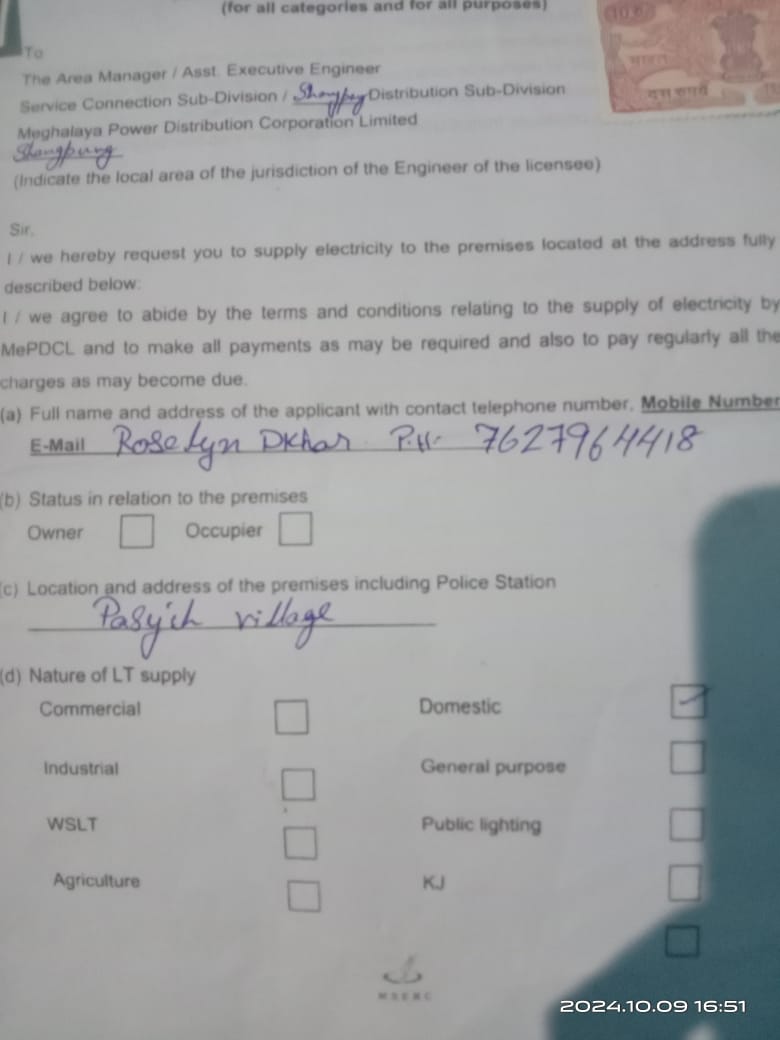 (for all categories and for all purposes)
भारत
दस रुपये
To
The Area Manager / Asst. Executive Engineer
Service Connection Sub-Division / Shangpung Distribution Sub-Division
Meghalaya Power Distribution Corporation Limited
Shangpung
(Indicate the local area of the jurisdiction of the Engineer of the licensee)
Sir,
I / we hereby request you to supply electricity to the premises located at the address fully
described below:
I / we agree to abide by the terms and conditions relating to the supply of electricity by
MePDCL and to make all payments as may be required and also to pay regularly all the
charges as may become due.
(a) Full name and address of the applicant with contact telephone number, Mobile Number
E-Mail Roselyn Dkhar P.H. 7627964418
(b) Status in relation to the premises
Owner Occupier
(c) Location and address of the premises including Police Station
Pasyih village
(d) Nature of LT supply
Commercial Domestic
Industrial General purpose
WSLT Public lighting
Agriculture KJ
MSERC
2024.10.09 16:51